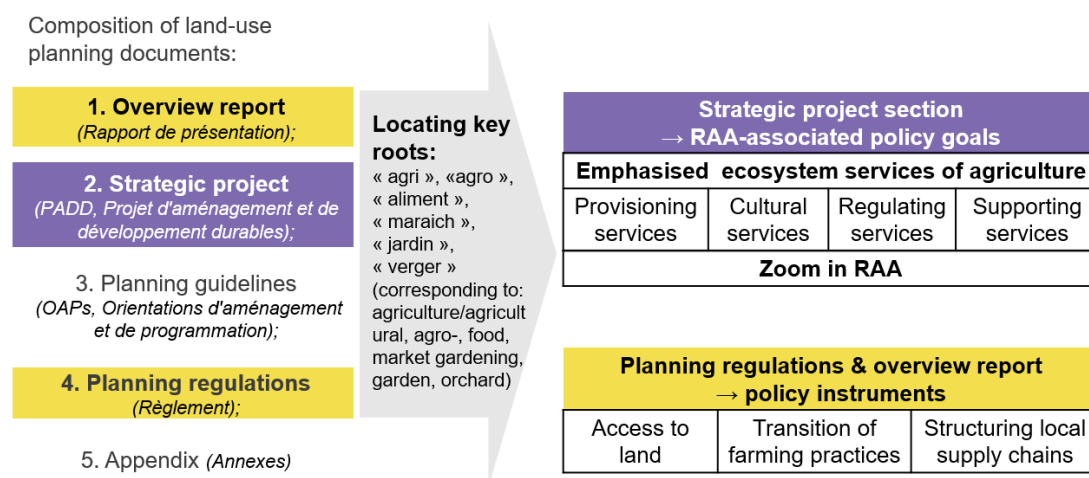 Composition of land-use
planning documents:
1. Overview report
(Rapport de présentation);
2. Strategic project
(PADD, Projet d'aménagement et de
développement durables);
3. Planning guidelines
(OAPs, Orientations d'aménagement
et de programmation);
4. Planning regulations
(Règlement);
5. Appendix (Annexes)
Locating key
roots:
« agri », «agro »,
« aliment »,
« maraich »,
« jardin »,
« verger »
(corresponding to:
agriculture/agricult
ural, agro-, food,
market gardening,
garden, orchard)
Strategic project section
→ RAA-associated policy goals
Emphasised ecosystem services of agriculture
Provisioning services
Cultural services
Regulating services
Supporting services
Zoom in RAA
Planning regulations & overview report
→ policy instruments
Access to land
Transition of farming practices
Structuring local supply chains